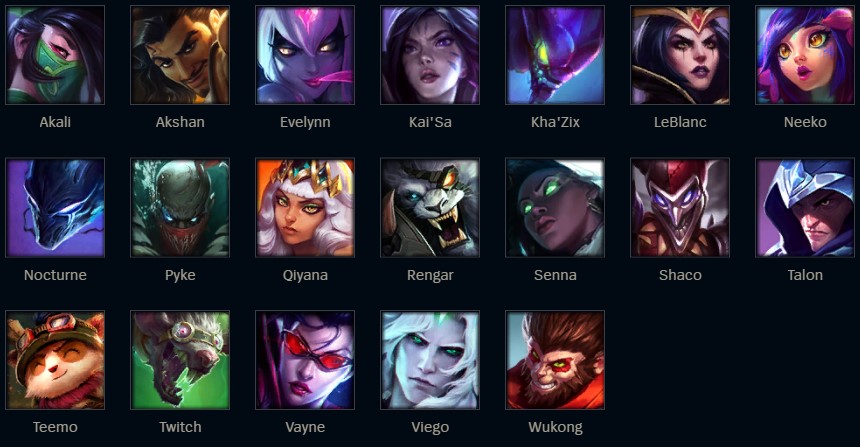 Akali
Akshan
Evelynn
Kai'Sa
Kha'Zix
LeBlanc
Neeko
Nocturne
Pyke
Qiyana
Rengar
Senna
Shaco
Talon
Teemo
Twitch
Vayne
Viego
Wukong